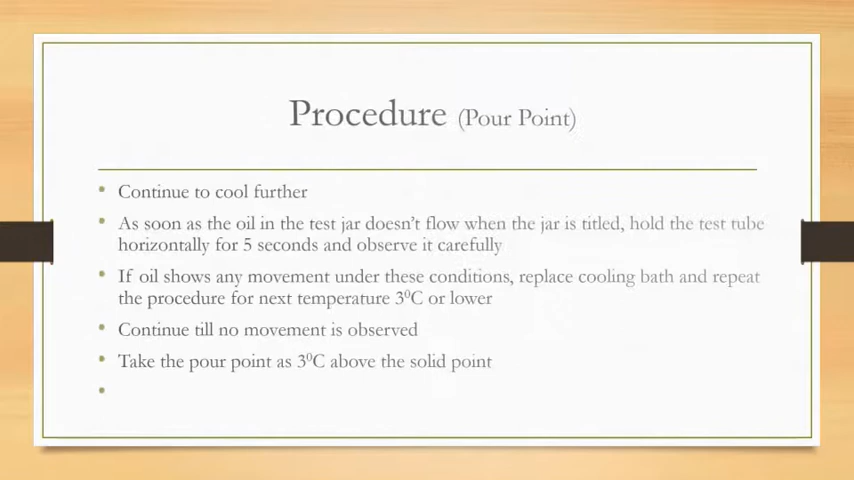 Procedure (Pour Point)
• Continue to cool further
• As soon as the oil in the test jar doesn't flow when the jar is titled, hold the test tube
horizontally for 5 seconds and observe it carefully
• If oil shows any movement under these conditions, replace cooling bath and repeat
the procedure for next temperature 3⁰C or lower
• Continue till no movement is observed
• Take the pour point as 3⁰C above the solid point
•